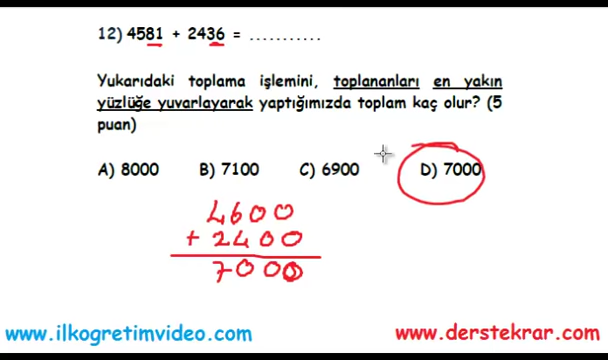 12) 4581 + 2436 = ...........
Yukarıdaki toplama işlemini, toplananları en yakın
yüzlüğe yuvarlayarak yaptığımızda toplam kaç olur? (5
puan)
A) 8000 B) 7100 C) 6900 D) 7000
4600
+ 2400
7000
www.ilkogretimvideo.com www.derstekrar.com